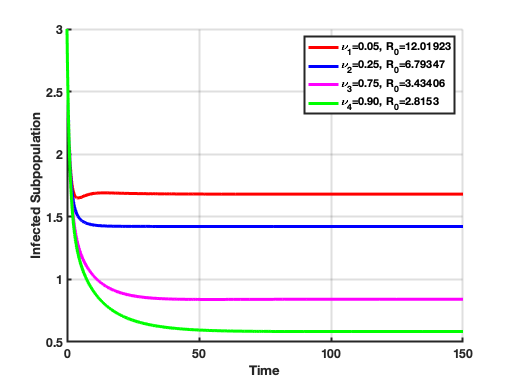 3
2.5
2
1.5
1
0.5
0
50
100
150
Time
Infected Subpopulation
ν₁=0.05, R₀=12.01923
ν₂=0.25, R₀=6.79347
ν₃=0.75, R₀=3.43406
ν₄=0.90, R₀=2.8153